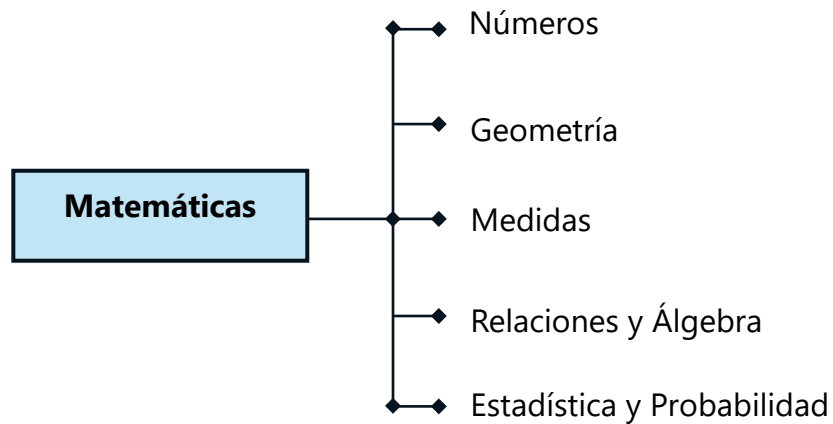 Números
Geometría
Matemáticas
Medidas
Relaciones y Álgebra
Estadística y Probabilidad